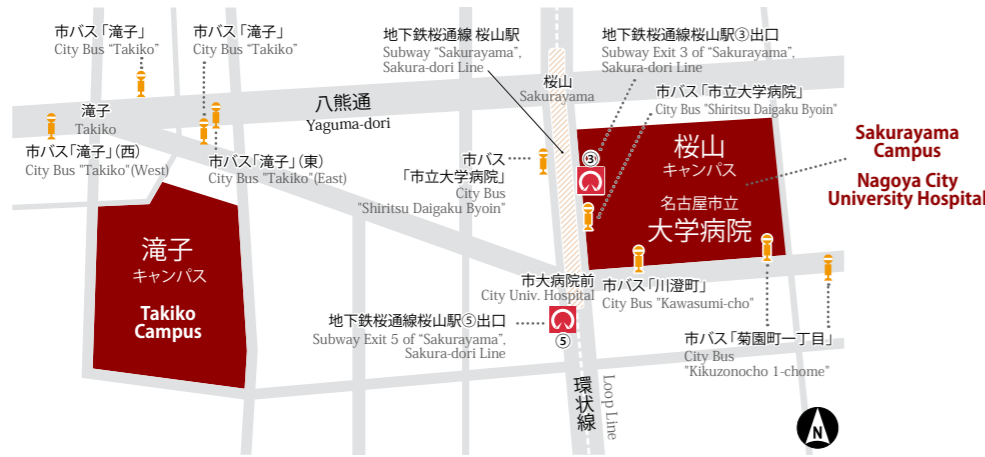 市バス「滝子」
City Bus “Takiko”
市バス「滝子」
City Bus “Takiko”
地下鉄桜通線 桜山駅
Subway “Sakurayama”,
Sakura-dori Line
地下鉄桜通線桜山駅③出口
Subway Exit 3 of “Sakurayama”,
Sakura-dori Line
桜山
Sakurayama
市バス「市立大学病院」
City Bus "Shiritsu Daigaku Byoin"
滝子
Takiko
八熊通
Yaguma-dori
市バス「滝子」(西)
City Bus "Takiko"(West)
市バス「滝子」(東)
City Bus "Takiko"(East)
市バス
「市立大学病院」
City Bus
"Shiritsu Daigaku Byoin"
③
桜山
キャンパス
名古屋市立
大学病院
Sakurayama
Campus
Nagoya City
University Hospital
滝子
キャンパス
Takiko
Campus
市大病院前
City Univ. Hospital
市バス「川澄町」
City Bus "Kawasumi-cho"
地下鉄桜通線桜山駅⑤出口
Subway Exit 5 of “Sakurayama”,
Sakura-dori Line
⑤
市バス「菊園町一丁目」
City Bus
"Kikuzonocho 1-chome"
環状線
Loop Line
N